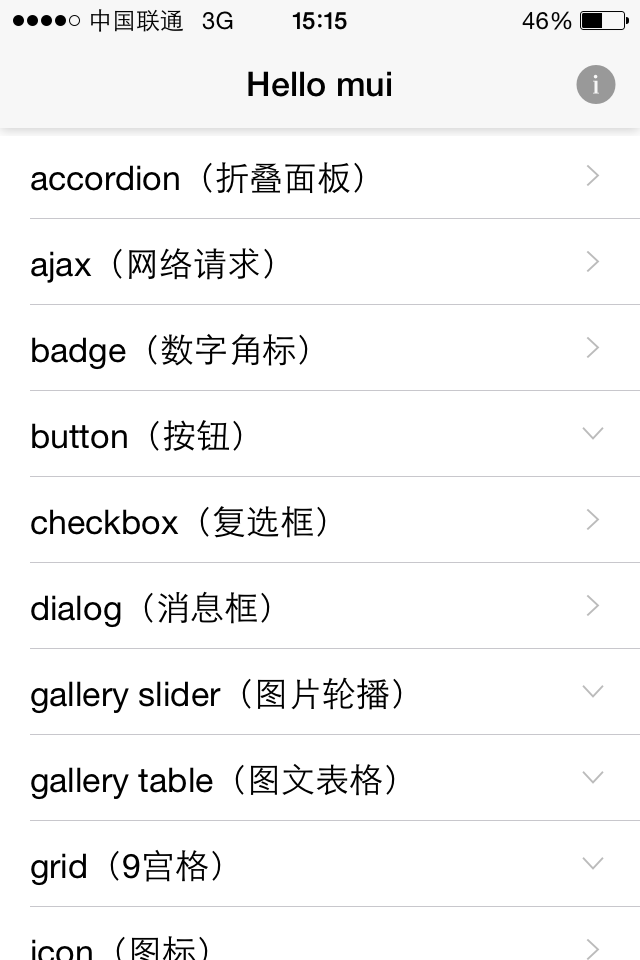 中国联通 3G 15:15 46%
Hello mui
accordion（折叠面板）
ajax（网络请求）
badge（数字角标）
button（按钮）
checkbox（复选框）
dialog（消息框）
gallery slider（图片轮播）
gallery table（图文表格）
grid（9宫格）
icon（图标）